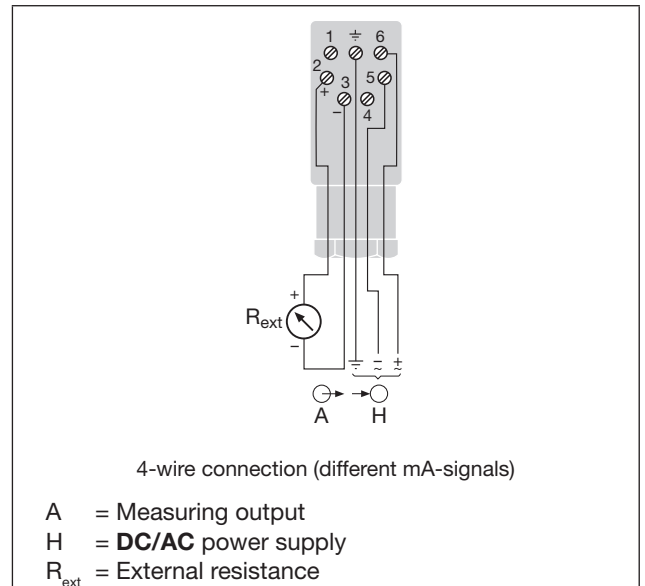 1 ⏚ 6
2 3 5
+ − 4
+
R_ext
−
⏚ − ~ + ~
A H
4-wire connection (different mA-signals)
A = Measuring output
H = DC/AC power supply
R_ext = External resistance